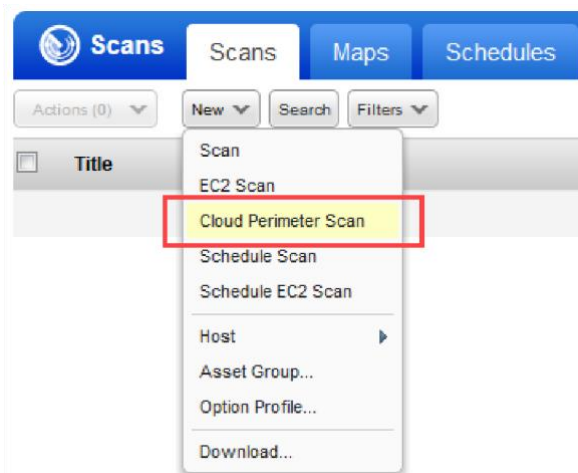 Scans Scans Maps Schedules
Actions (0) New Search Filters
Title
Scan
EC2 Scan
Cloud Perimeter Scan
Schedule Scan
Schedule EC2 Scan
Host
Asset Group...
Option Profile...
Download...